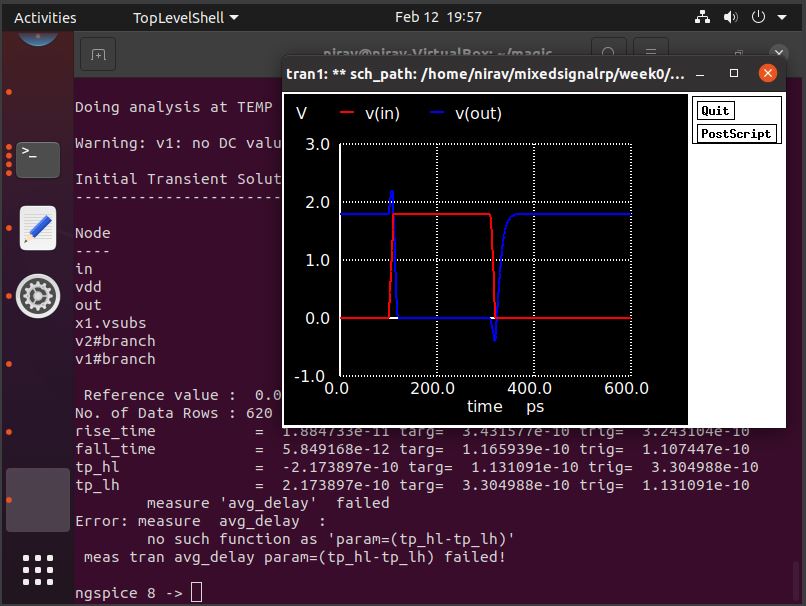 Activities TopLevelShell Feb 12 19:57
nirav@nirav-VirtualBox: ~/magic
tran1: ** sch_path: /home/nirav/mixedsignalrp/week0/...
Quit
PostScript
V v(in) v(out)
3.0
2.0
1.0
0.0
-1.0
0.0 200.0 400.0 600.0
time ps
Doing analysis at TEMP
Warning: v1: no DC valu
Initial Transient Solut
-----------------------
Node
----
in
vdd
out
x1.vsubs
v2#branch
v1#branch
Reference value : 0.0
No. of Data Rows : 620
rise_time = 1.884733e-11 targ= 3.431577e-10 trig= 3.243104e-10
fall_time = 5.849168e-12 targ= 1.165939e-10 trig= 1.107447e-10
tp_hl = -2.173897e-10 targ= 1.131091e-10 trig= 3.304988e-10
tp_lh = 2.173897e-10 targ= 3.304988e-10 trig= 1.131091e-10
measure 'avg_delay' failed
Error: measure avg_delay :
no such function as 'param=(tp_hl-tp_lh)'
meas tran avg_delay param=(tp_hl-tp_lh) failed!
ngspice 8 ->